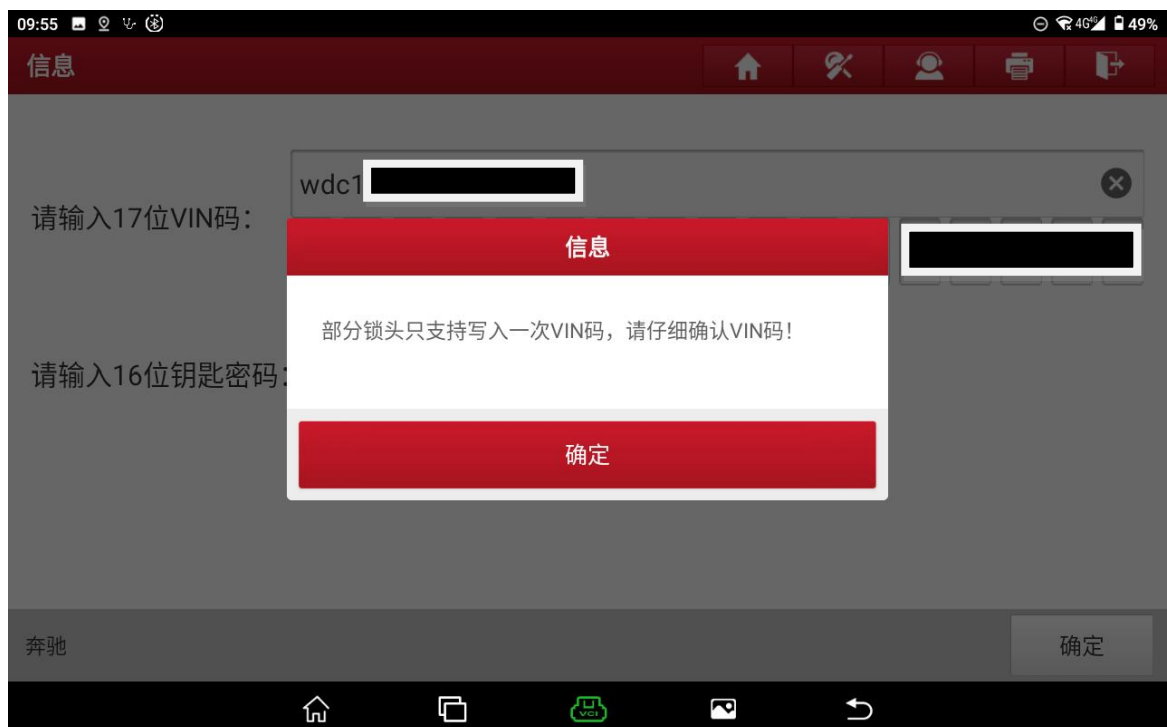 09:55
4G 4G 49%
信息
wdc1
请输入17位VIN码：
信息
部分锁头只支持写入一次VIN码，请仔细确认VIN码！
请输入16位钥匙密码：
确定
奔驰
确定
VCI